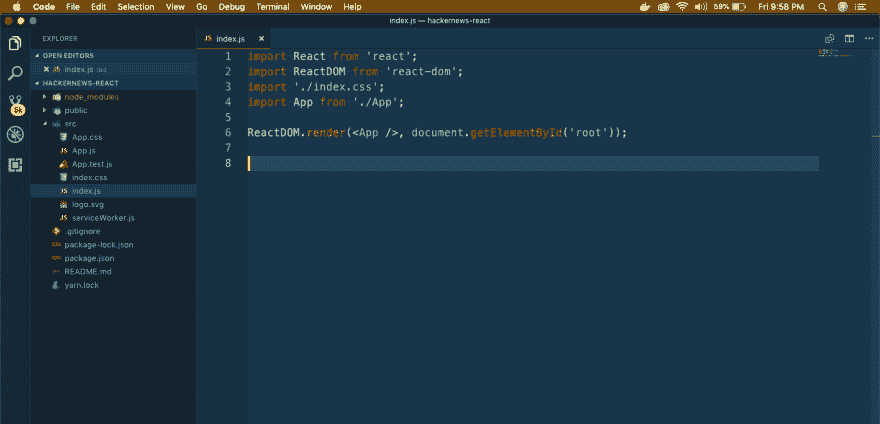 Code File Edit Selection View Go Debug Terminal Window Help 59% Fri 9:58 PM
index.js — hackernews-react
EXPLORER
OPEN EDITORS
index.js src
HACKERNEWS-REACT
node_modules
public
src
App.css
JS App.js
App.test.js
index.css
JS index.js
logo.svg
JS serviceWorker.js
.gitignore
package-lock.json
package.json
README.md
yarn.lock
5k
JS index.js
1 import React from 'react';
2 import ReactDOM from 'react-dom';
3 import './index.css';
4 import App from './App';
5
6 ReactDOM.render(<App />, document.getElementById('root'));
7
8